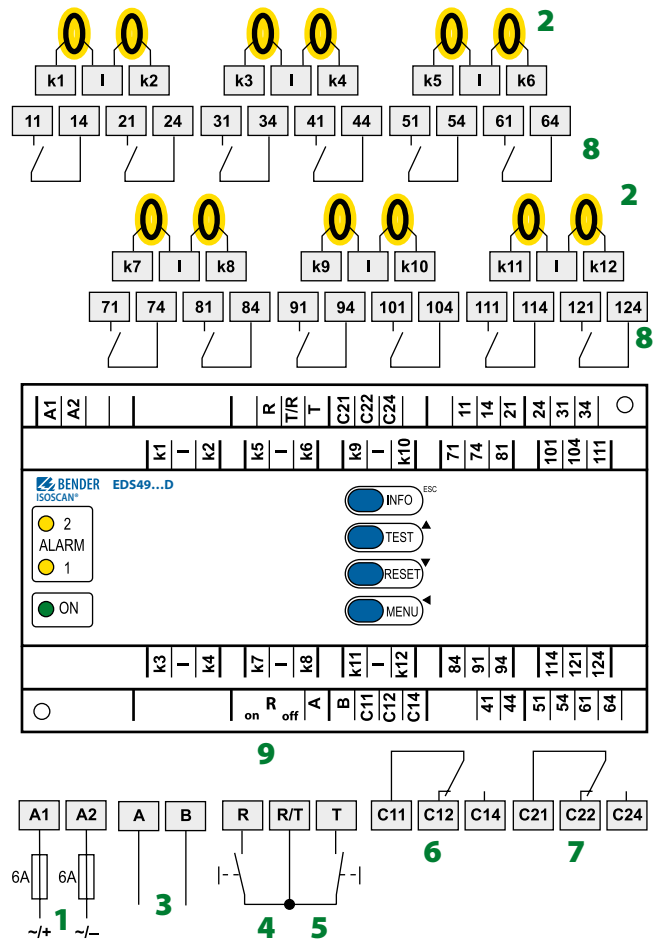 2
k1 I k2 k3 I k4 k5 I k6
11 14 21 24 31 34 41 44 51 54 61 64
8
2
k7 I k8 k9 I k10 k11 I k12
71 74 81 84 91 94 101 104 111 114 121 124
8
A1 A2 R T/R T C21 C22 C24 11 14 21 24 31 34
k1 I k2 k5 I k6 k9 I k10 71 74 81 101 104 111
BENDER EDS49...D
ISOSCAN®
INFO ESC
2
TEST
ALARM
1
RESET
ON
MENU
k3 I k4 k7 I k8 k11 I k12 84 91 94 114 121 124
on R off A B C11 C12 C14 41 44 51 54 61 64
9
A1 A2 A B R R/T T C11 C12 C14 C21 C22 C24
6 7
6A 6A
1 3 4 5
~/+ ~/–